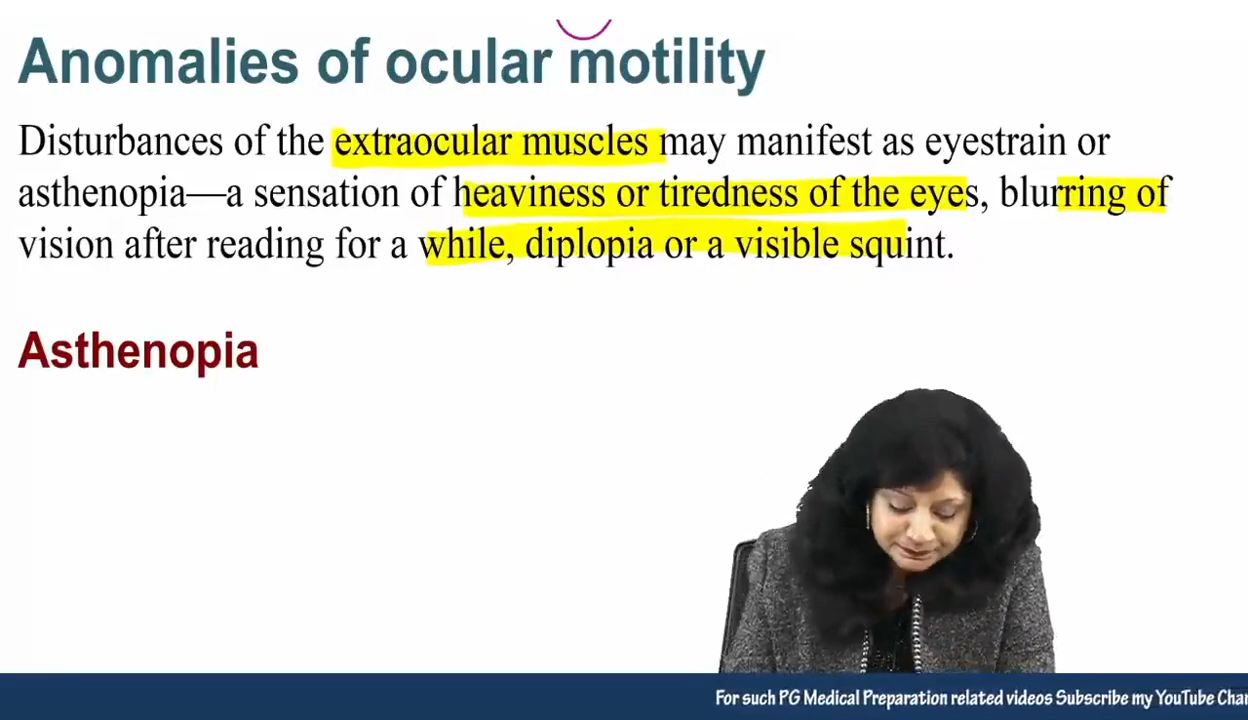 Anomalies of ocular motility
Disturbances of the extraocular muscles may manifest as eyestrain or
asthenopia—a sensation of heaviness or tiredness of the eyes, blurring of
vision after reading for a while, diplopia or a visible squint.
Asthenopia
For such PG Medical Preparation related videos Subscribe my YouTube Chan